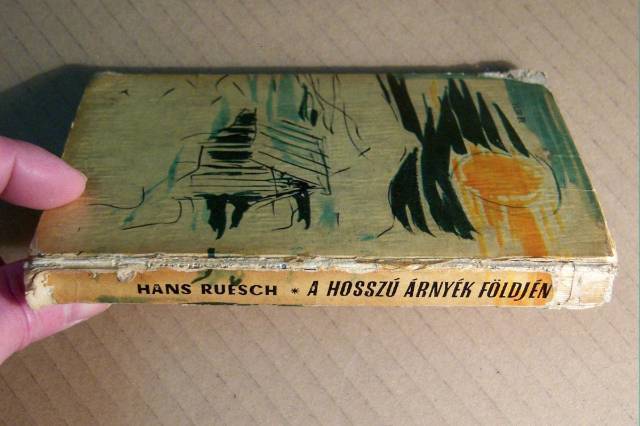 HANS RUESCH * A HOSSZÚ ÁRNYÉK FÖLDJÉN